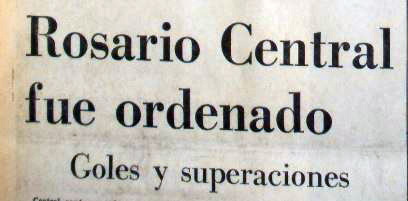 Rosario Central
fue ordenado
Goles y superaciones